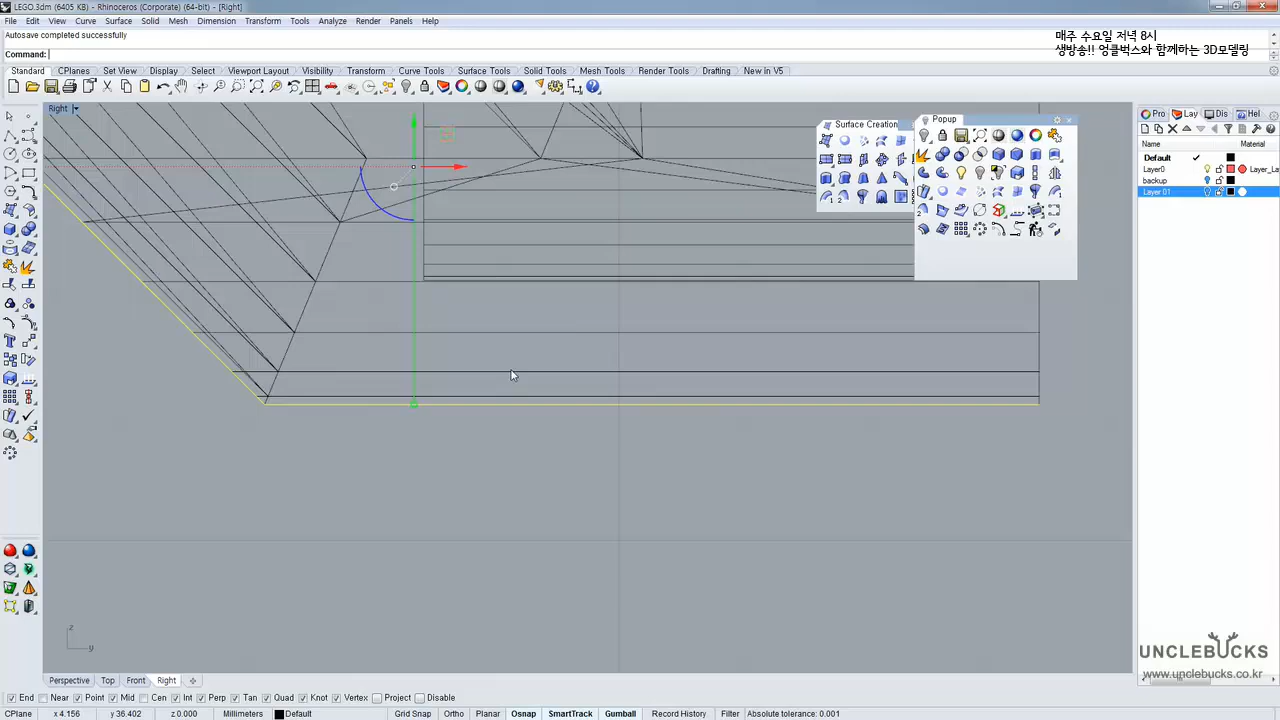 LEGO.3dm (6405 KB) - Rhinoceros (Corporate) (64-bit) - [Right]
File Edit View Curve Surface Solid Mesh Dimension Transform Tools Analyze Render Panels Help
Autosave completed successfully
매주 수요일 저녁 8시
Command:
생방송!! 엉클벅스와 함께하는 3D모델링
Standard CPlanes Set View Display Select Viewport Layout Visibility Transform Curve Tools Surface Tools Solid Tools Mesh Tools Render Tools Drafting New in V5
Right
Surface Creation
Popup
Pro Lay Dis Hel
Name Material
Default
Layer0 Layer_La
backup
Layer 01
z
y
UNCLEBUCKS
www.unclebucks.co.kr
Perspective Top Front Right
End Near Point Mid Cen Int Perp Tan Quad Knot Vertex Project Disable
CPlane x 4.156 y 36.402 z 0.000 Millimeters Default Grid Snap Ortho Planar Osnap SmartTrack Gumball Record History Filter Absolute tolerance: 0.001